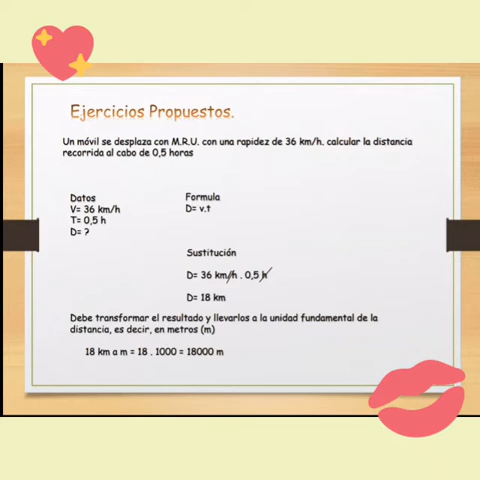 Ejercicios Propuestos.
Un móvil se desplaza con M.R.U. con una rapidez de 36 km/h. calcular la distancia
recorrida al cabo de 0,5 horas
Datos
V= 36 km/h
T= 0,5 h
D= ?
Formula
D= v.t
Sustitución
D= 36 km/h . 0,5 h
D= 18 km
Debe transformar el resultado y llevarlos a la unidad fundamental de la
distancia, es decir, en metros (m)
18 km a m = 18 . 1000 = 18000 m